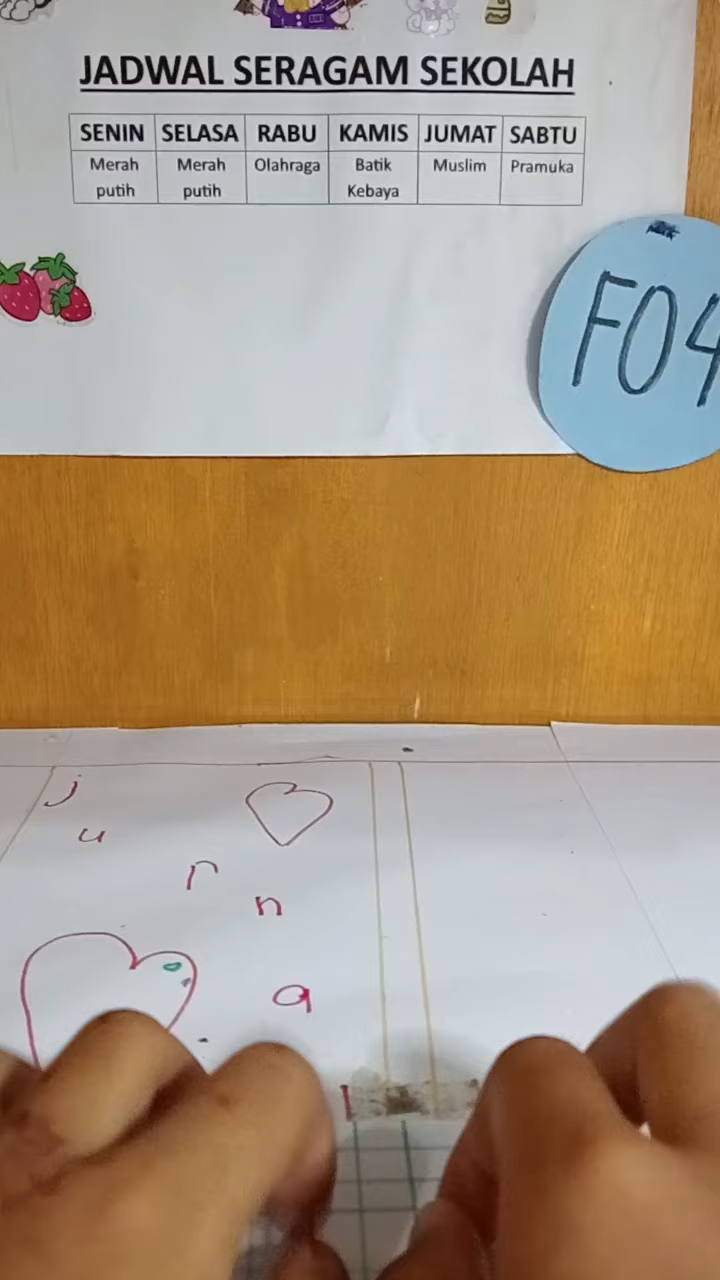 JADWAL SERAGAM SEKOLAH
SENIN SELASA RABU KAMIS JUMAT SABTU
Merah putih Merah putih Olahraga Batik Kebaya Muslim Pramuka
F04
j
u
r
n
a
l